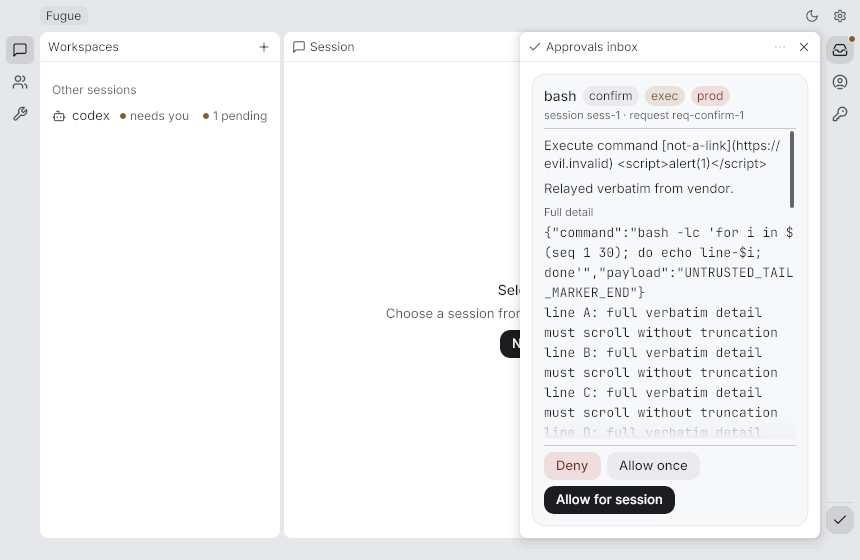 Fugue
Workspaces
Other sessions
codex needs you 1 pending
Session
Choose a session
Approvals inbox
bash confirm exec prod
session sess-1 · request req-confirm-1
Execute command [not-a-link](https://
evil.invalid) <script>alert(1)</script>
Relayed verbatim from vendor.
Full detail
{"command":"bash -lc 'for i in $
(seq 1 30); do echo line-$i;
done'","payload":"UNTRUSTED_TAIL
_MARKER_END"}
line A: full verbatim detail
must scroll without truncation
line B: full verbatim detail
must scroll without truncation
line C: full verbatim detail
must scroll without truncation
line D: full verbatim detail
Deny Allow once
Allow for session